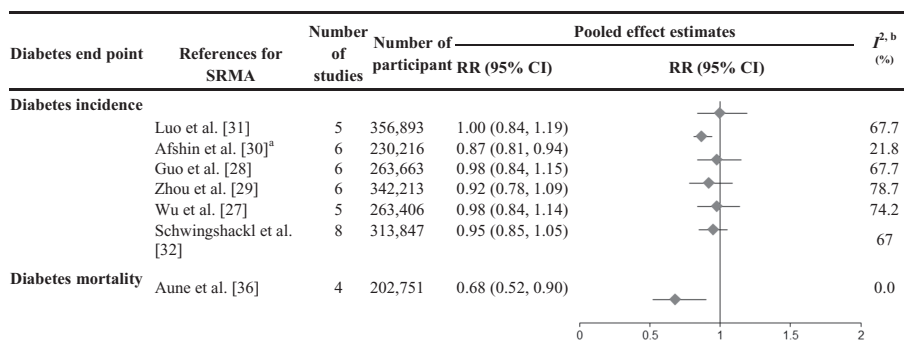 Diabetes end point References for SRMA Number of studies Number of participant Pooled effect estimates I2, b (%)
RR (95% CI) RR (95% CI)
Diabetes incidence
Luo et al. [31] 5 356,893 1.00 (0.84, 1.19) 67.7
Afshin et al. [30]a 6 230,216 0.87 (0.81, 0.94) 21.8
Guo et al. [28] 6 263,663 0.98 (0.84, 1.15) 67.7
Zhou et al. [29] 6 342,213 0.92 (0.78, 1.09) 78.7
Wu et al. [27] 5 263,406 0.98 (0.84, 1.14) 74.2
Schwingshackl et al. 8 313,847 0.95 (0.85, 1.05) 67
[32]
Diabetes mortality
Aune et al. [36] 4 202,751 0.68 (0.52, 0.90) 0.0
0 0.5 1 1.5 2